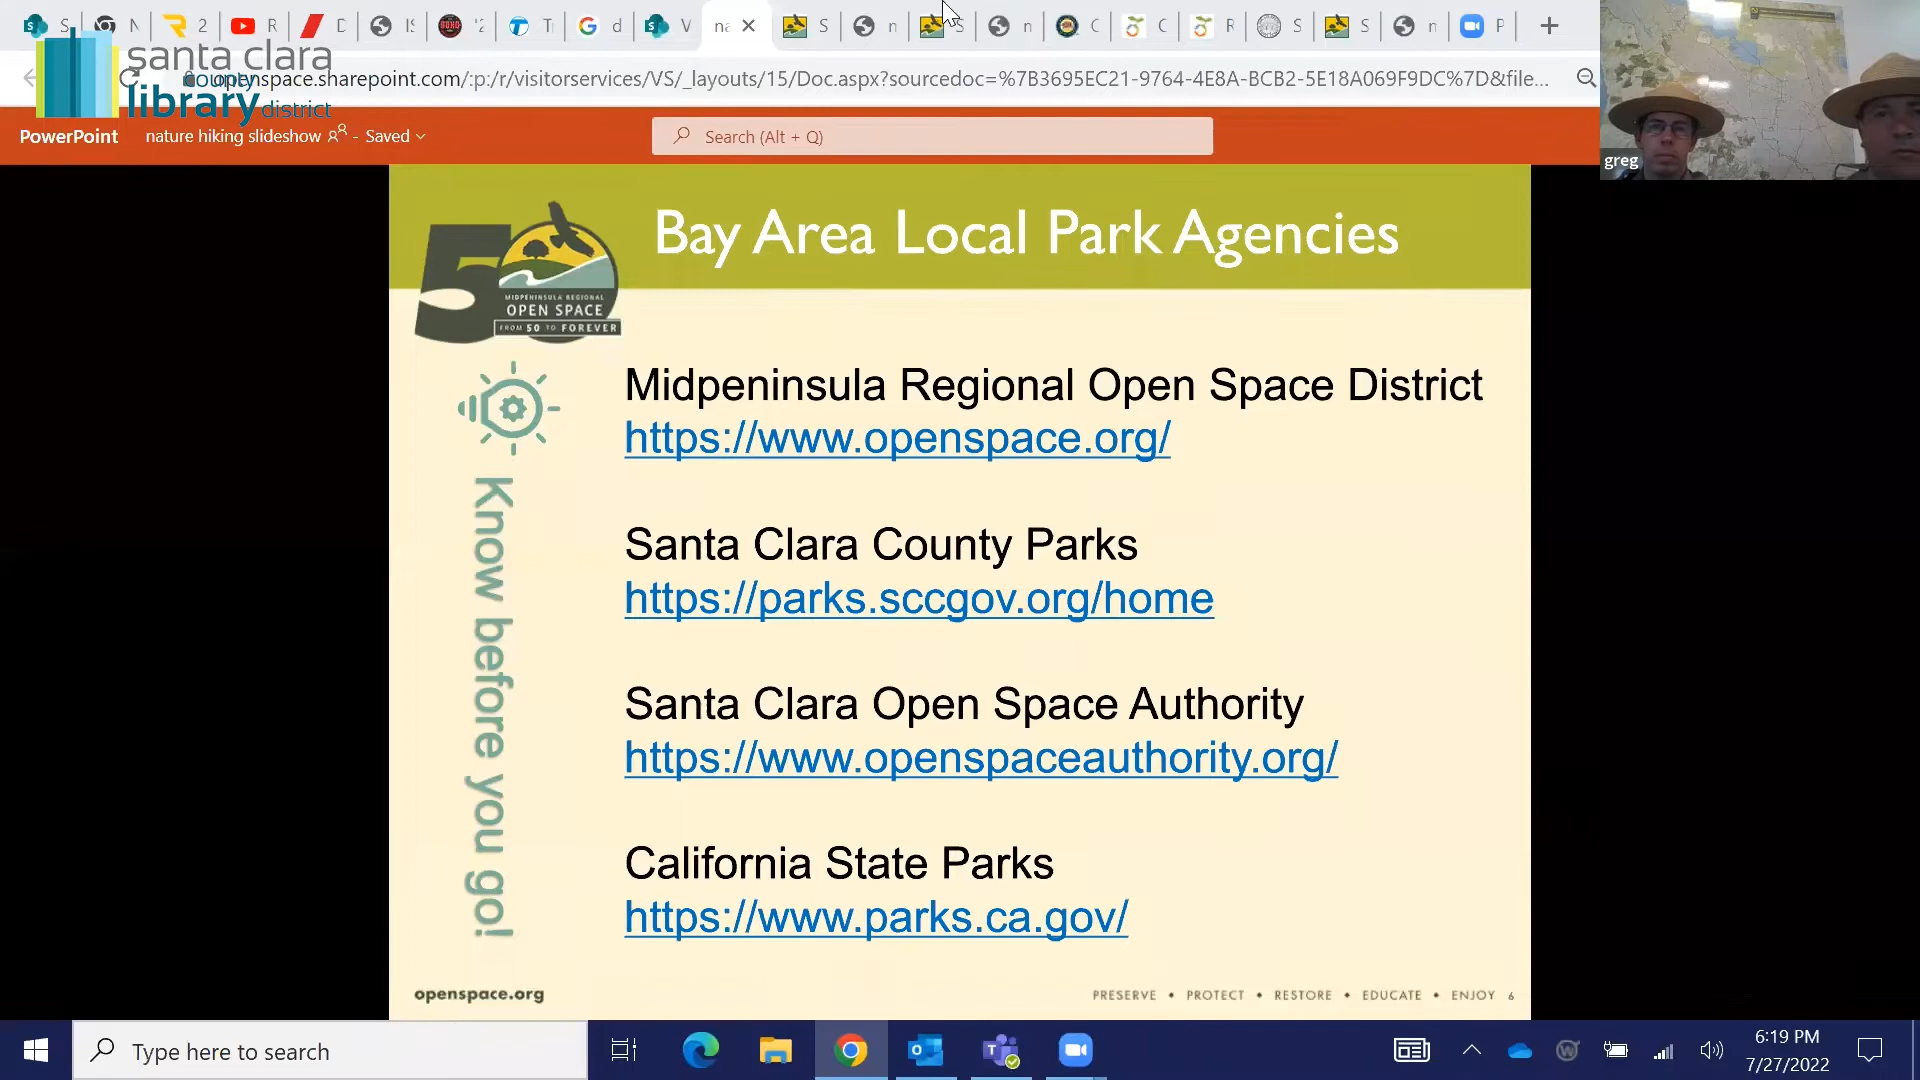 S
N
2
R
D
IS
'2
T
d
V
na
S
n
S
n
C
C
R
S
S
n
P
santa clara
county
library district
openspace.sharepoint.com/:p:/r/visitorservices/VS/_layouts/15/Doc.aspx?sourcedoc=%7B3695EC21-9764-4E8A-BCB2-5E18A069F9DC%7D&file...
PowerPoint
nature hiking slideshow - Saved
Search (Alt + Q)
greg
Bay Area Local Park Agencies
50
MIDPENINSULA REGIONAL
OPEN SPACE
FROM 50 TO FOREVER
Know before you go!
Midpeninsula Regional Open Space District
https://www.openspace.org/
Santa Clara County Parks
https://parks.sccgov.org/home
Santa Clara Open Space Authority
https://www.openspaceauthority.org/
California State Parks
https://www.parks.ca.gov/
openspace.org
PRESERVE • PROTECT • RESTORE • EDUCATE • ENJOY 6
Type here to search
6:19 PM
7/27/2022